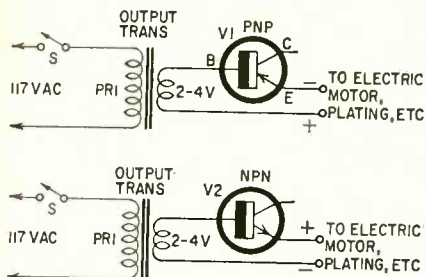 OUTPUT
TRANS
V1 PNP
C
B
S
117 VAC
PRI
2-4V
E
−
TO ELECTRIC
MOTOR,
PLATING, ETC
+
OUTPUT
TRANS
V2 NPN
S
117 VAC
PRI
2-4V
+
TO ELECTRIC
MOTOR,
−
PLATING, ETC